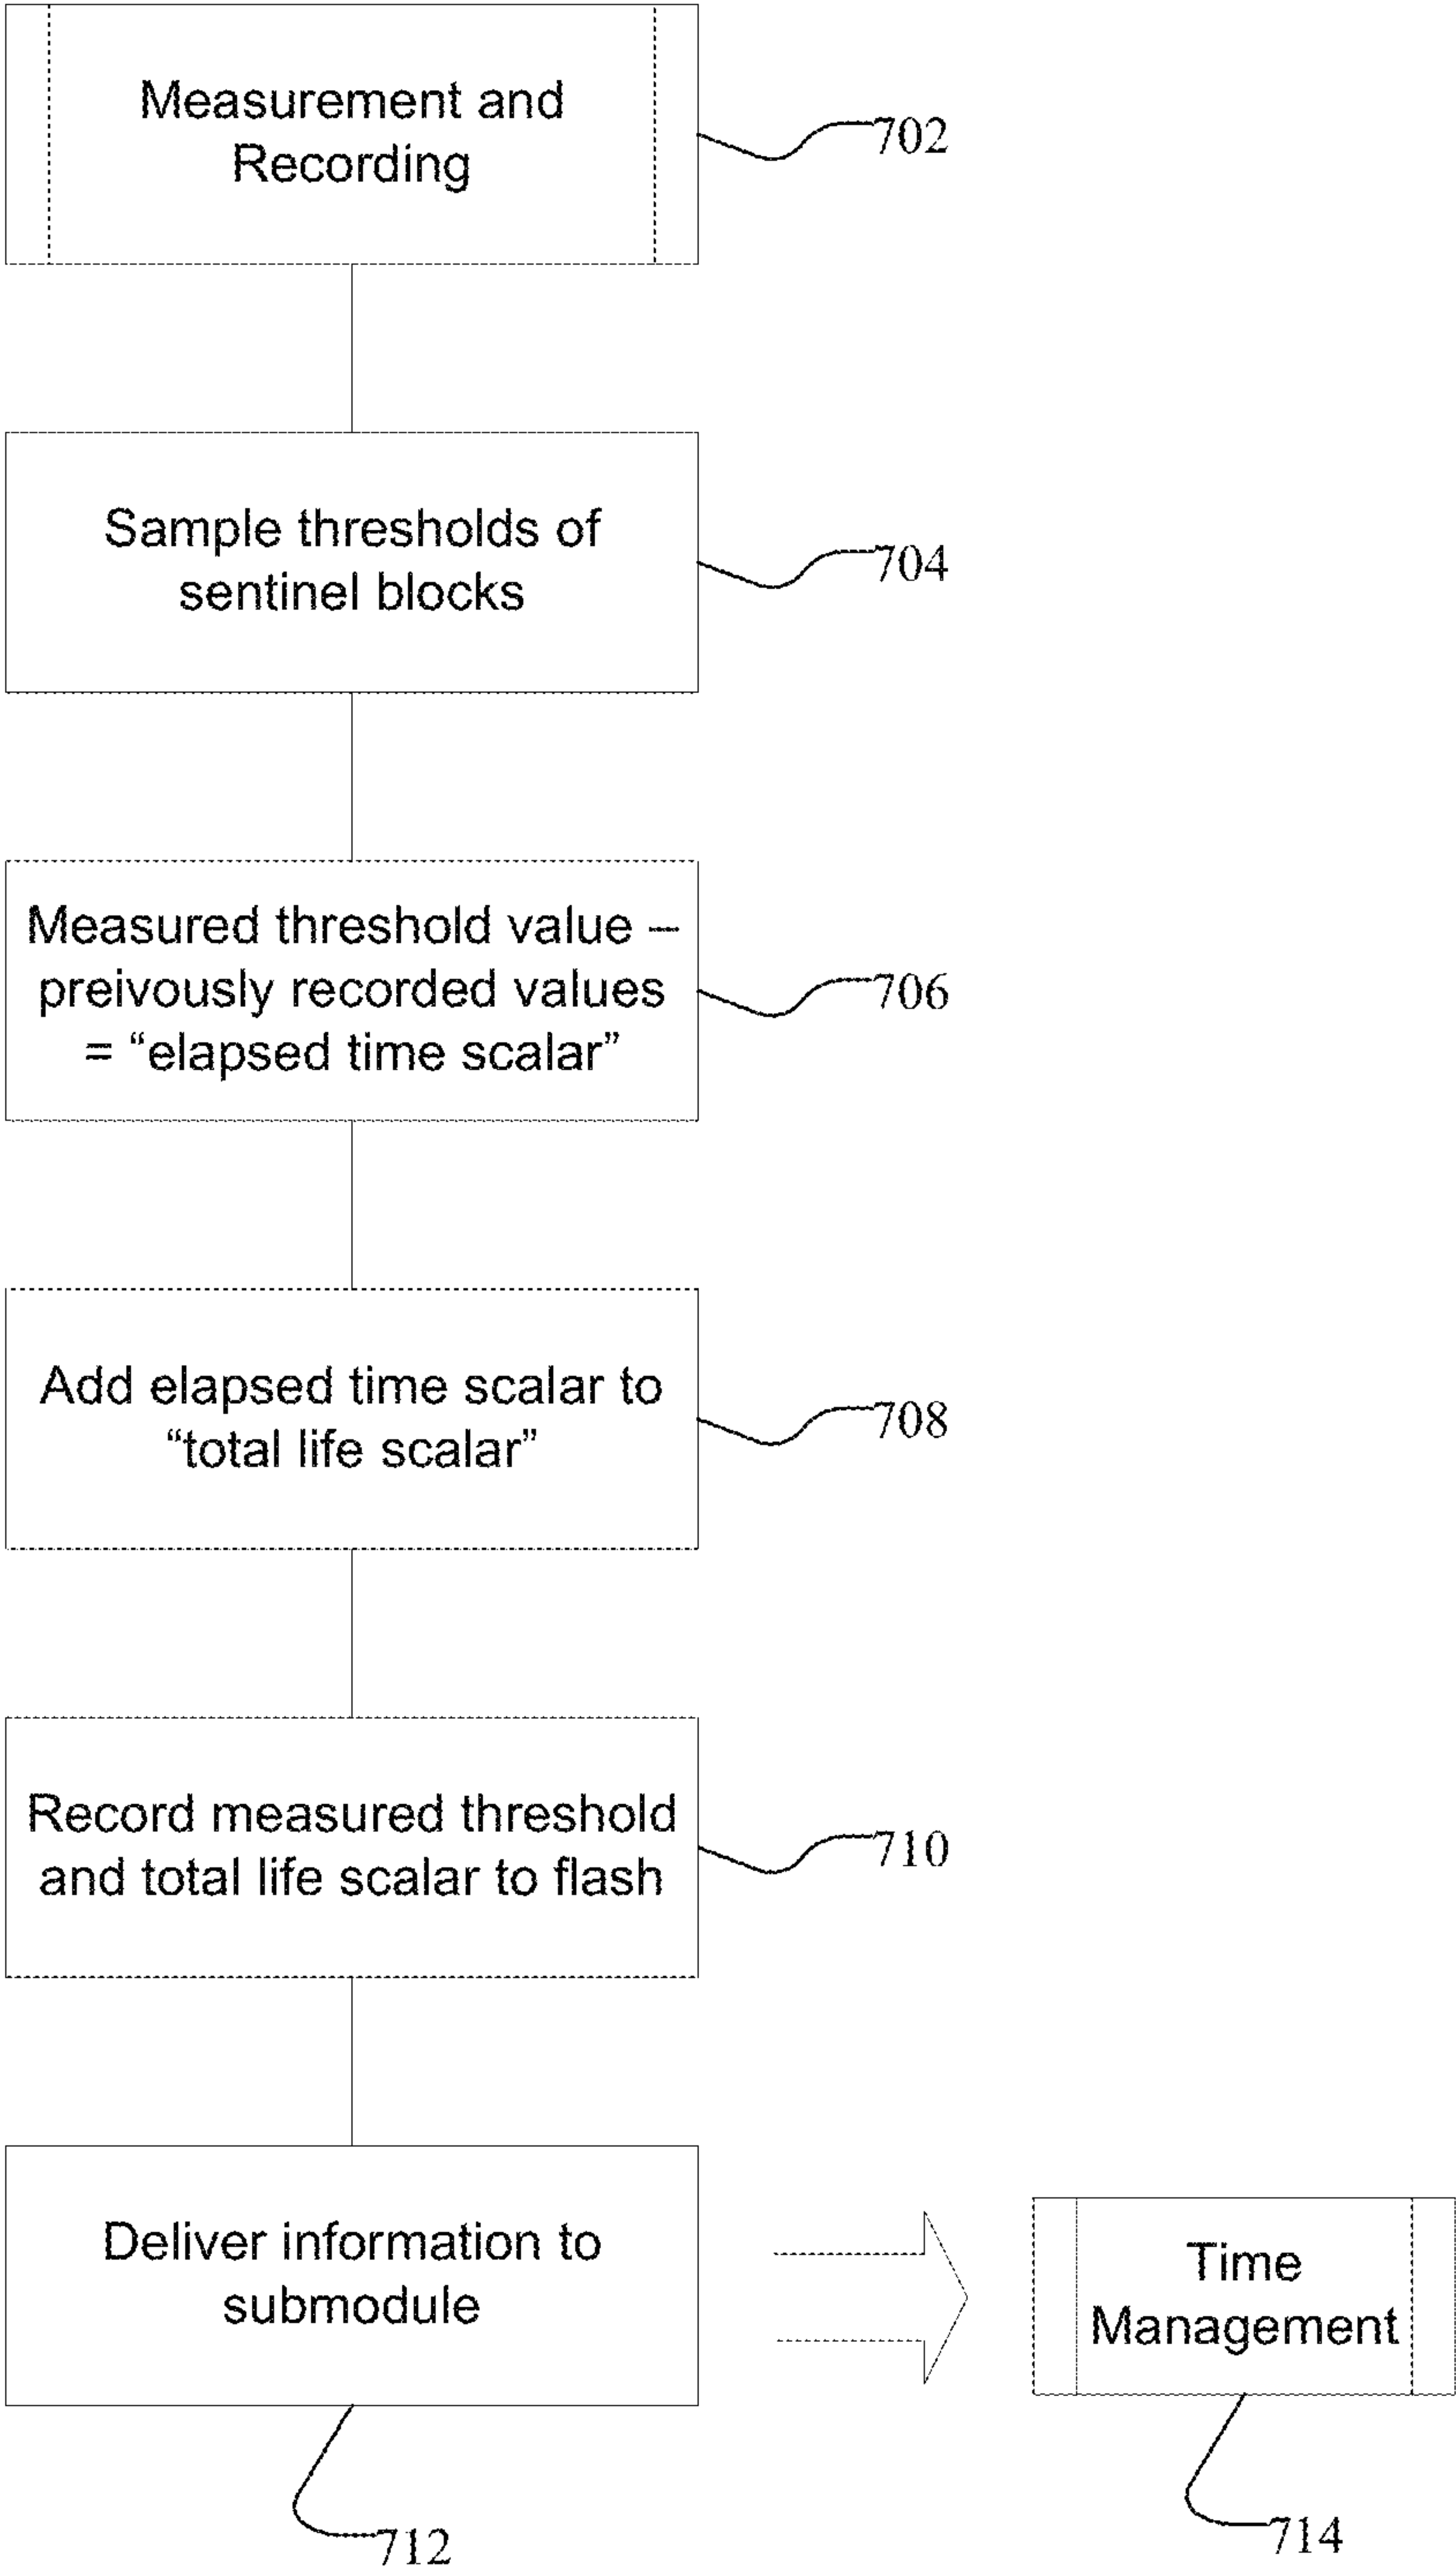 Measurement and
Recording
702
Sample thresholds of
sentinel blocks
704
Measured threshold value –
preivously recorded values
= “elapsed time scalar”
706
Add elapsed time scalar to
“total life scalar”
708
Record measured threshold
and total life scalar to flash
710
Deliver information to
submodule
712
Time
Management
714